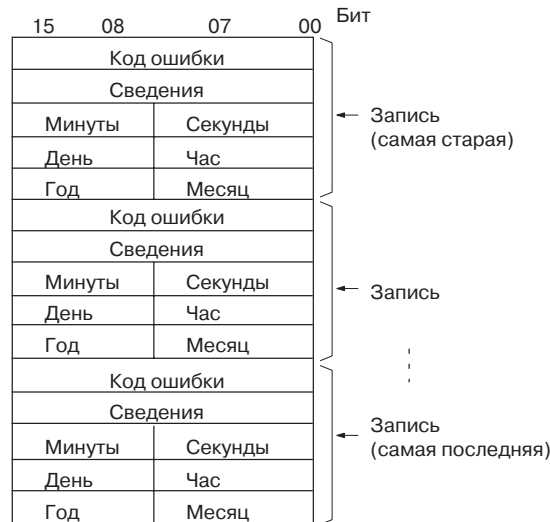 15 08 07 00 Бит
Код ошибки
Сведения
Минуты Секунды
День Час
Год Месяц
Запись
(самая старая)
Код ошибки
Сведения
Минуты Секунды
День Час
Год Месяц
Запись
Код ошибки
Сведения
Минуты Секунды
День Час
Год Месяц
Запись
(самая последняя)